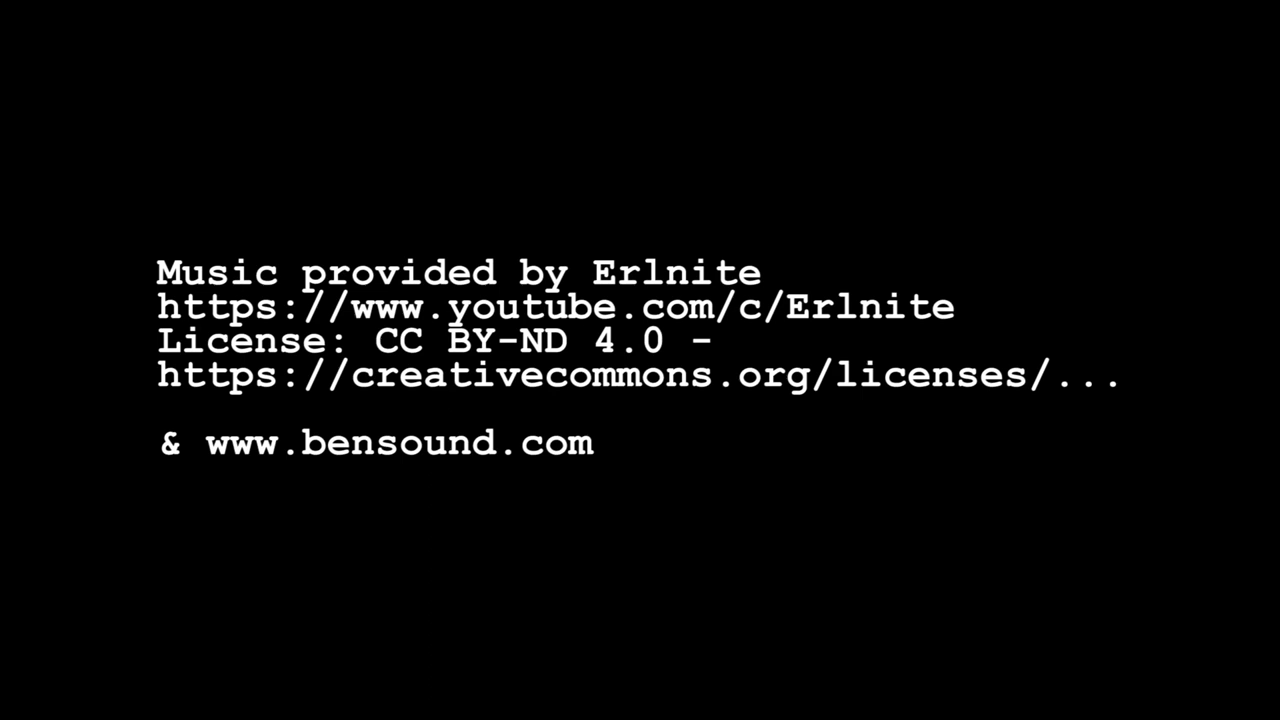 Music provided by Erlnite
https://www.youtube.com/c/Erlnite
License: CC BY-ND 4.0 -
https://creativecommons.org/licenses/...
& www.bensound.com